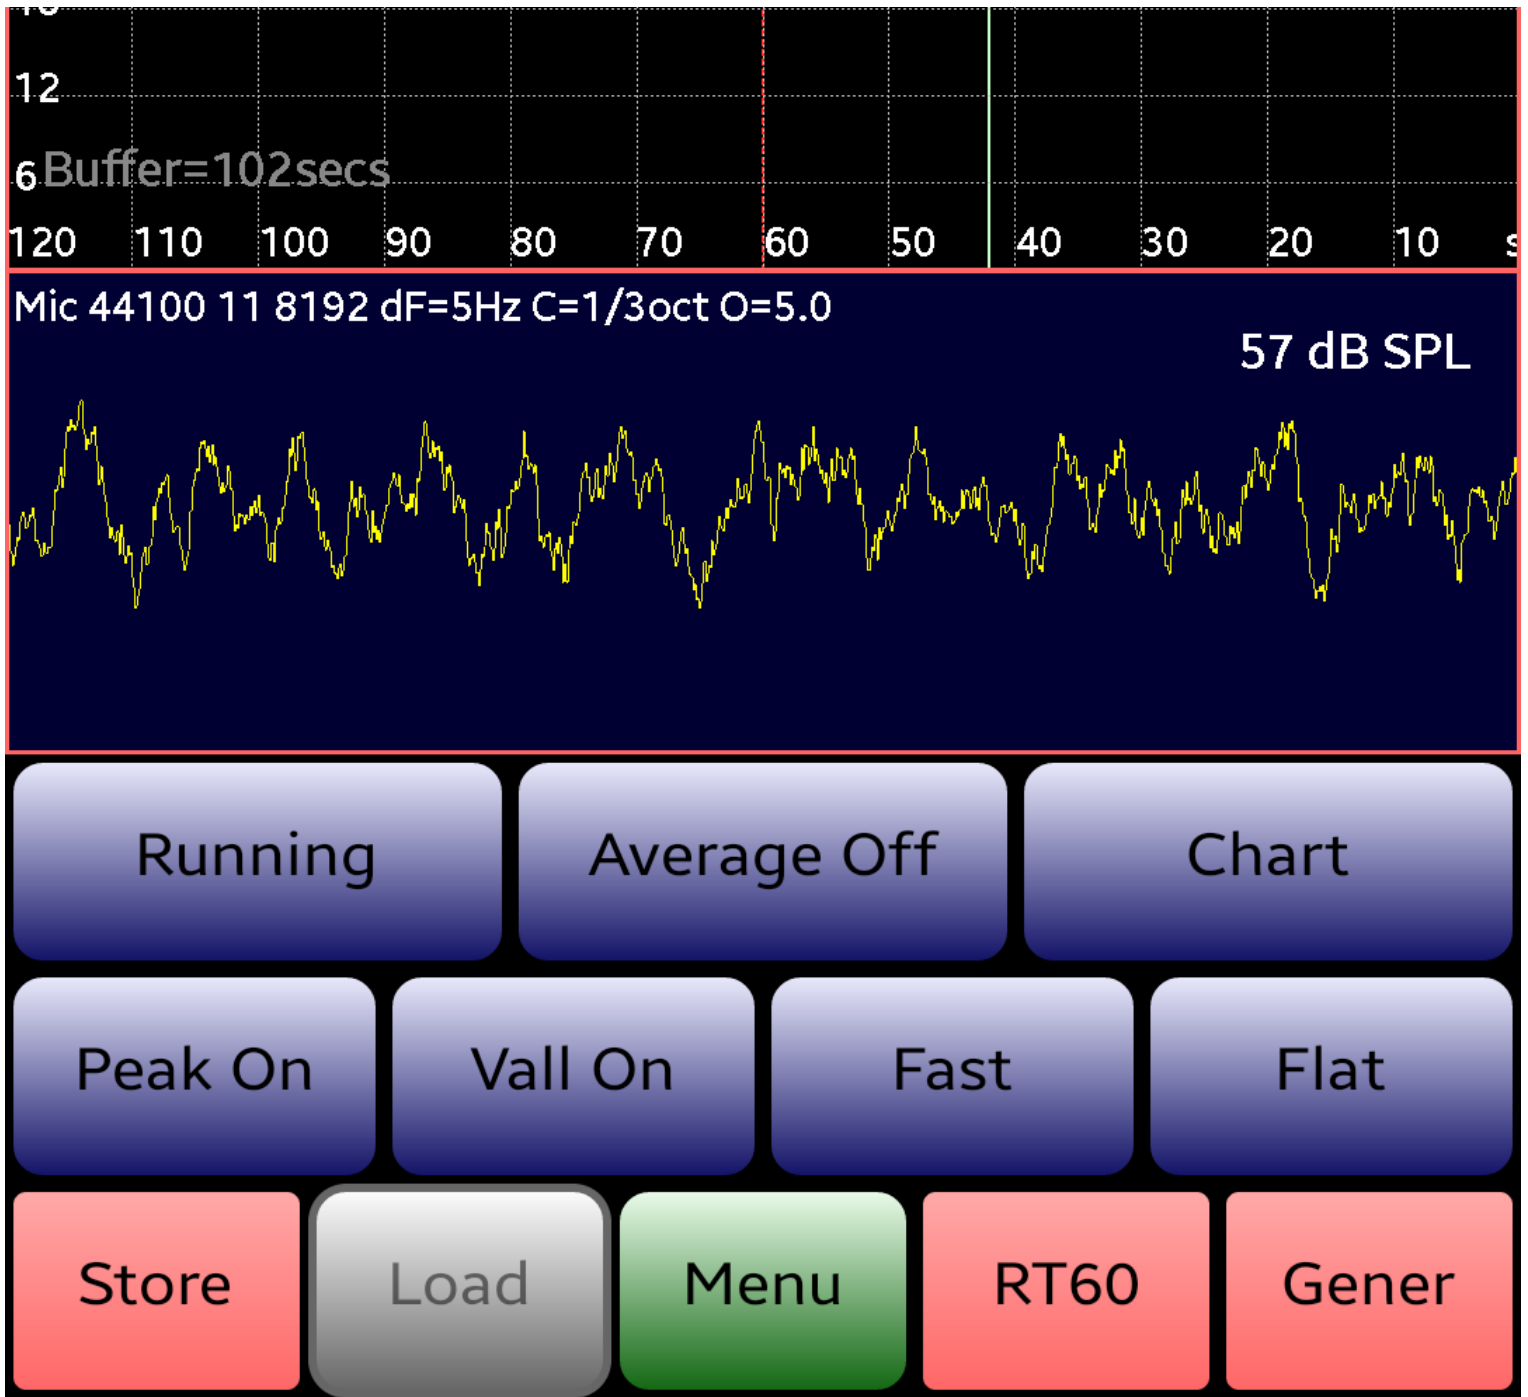 12
6 Buffer=102secs
120 110 100 90 80 70 60 50 40 30 20 10
Mic 44100 11 8192 dF=5Hz C=1/3oct O=5.0
57 dB SPL
Running Average Off Chart
Peak On Vall On Fast Flat
Store Load Menu RT60 Gener